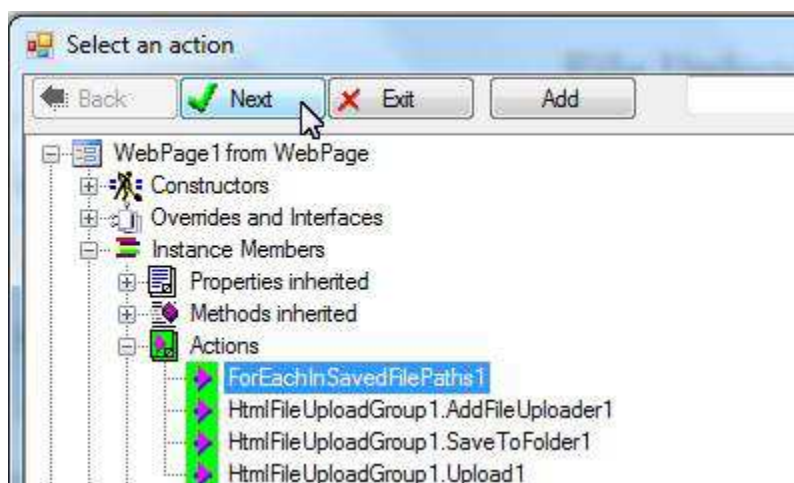 Select an action
Back Next Exit Add
WebPage1 from WebPage
Constructors
Overrides and Interfaces
Instance Members
Properties inherited
Methods inherited
Actions
ForEachInSavedFilePaths1
HtmlFileUploadGroup1.AddFileUploader1
HtmlFileUploadGroup1.SaveToFolder1
HtmlFileUploadGroup1.Upload1